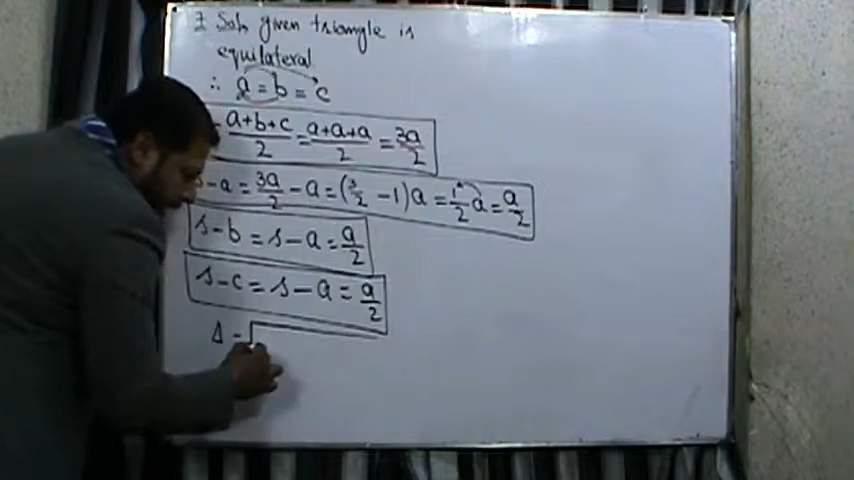 Sol: given triangle is
equilateral
∴ a = b = c
= a+b+c/2 = a+a+a/2 = 3a/2
s-a = 3a/2 - a = (3/2 - 1)a = 1/2 a = a/2
s-b = s-a = a/2
s-c = s-a = a/2
Δ = √